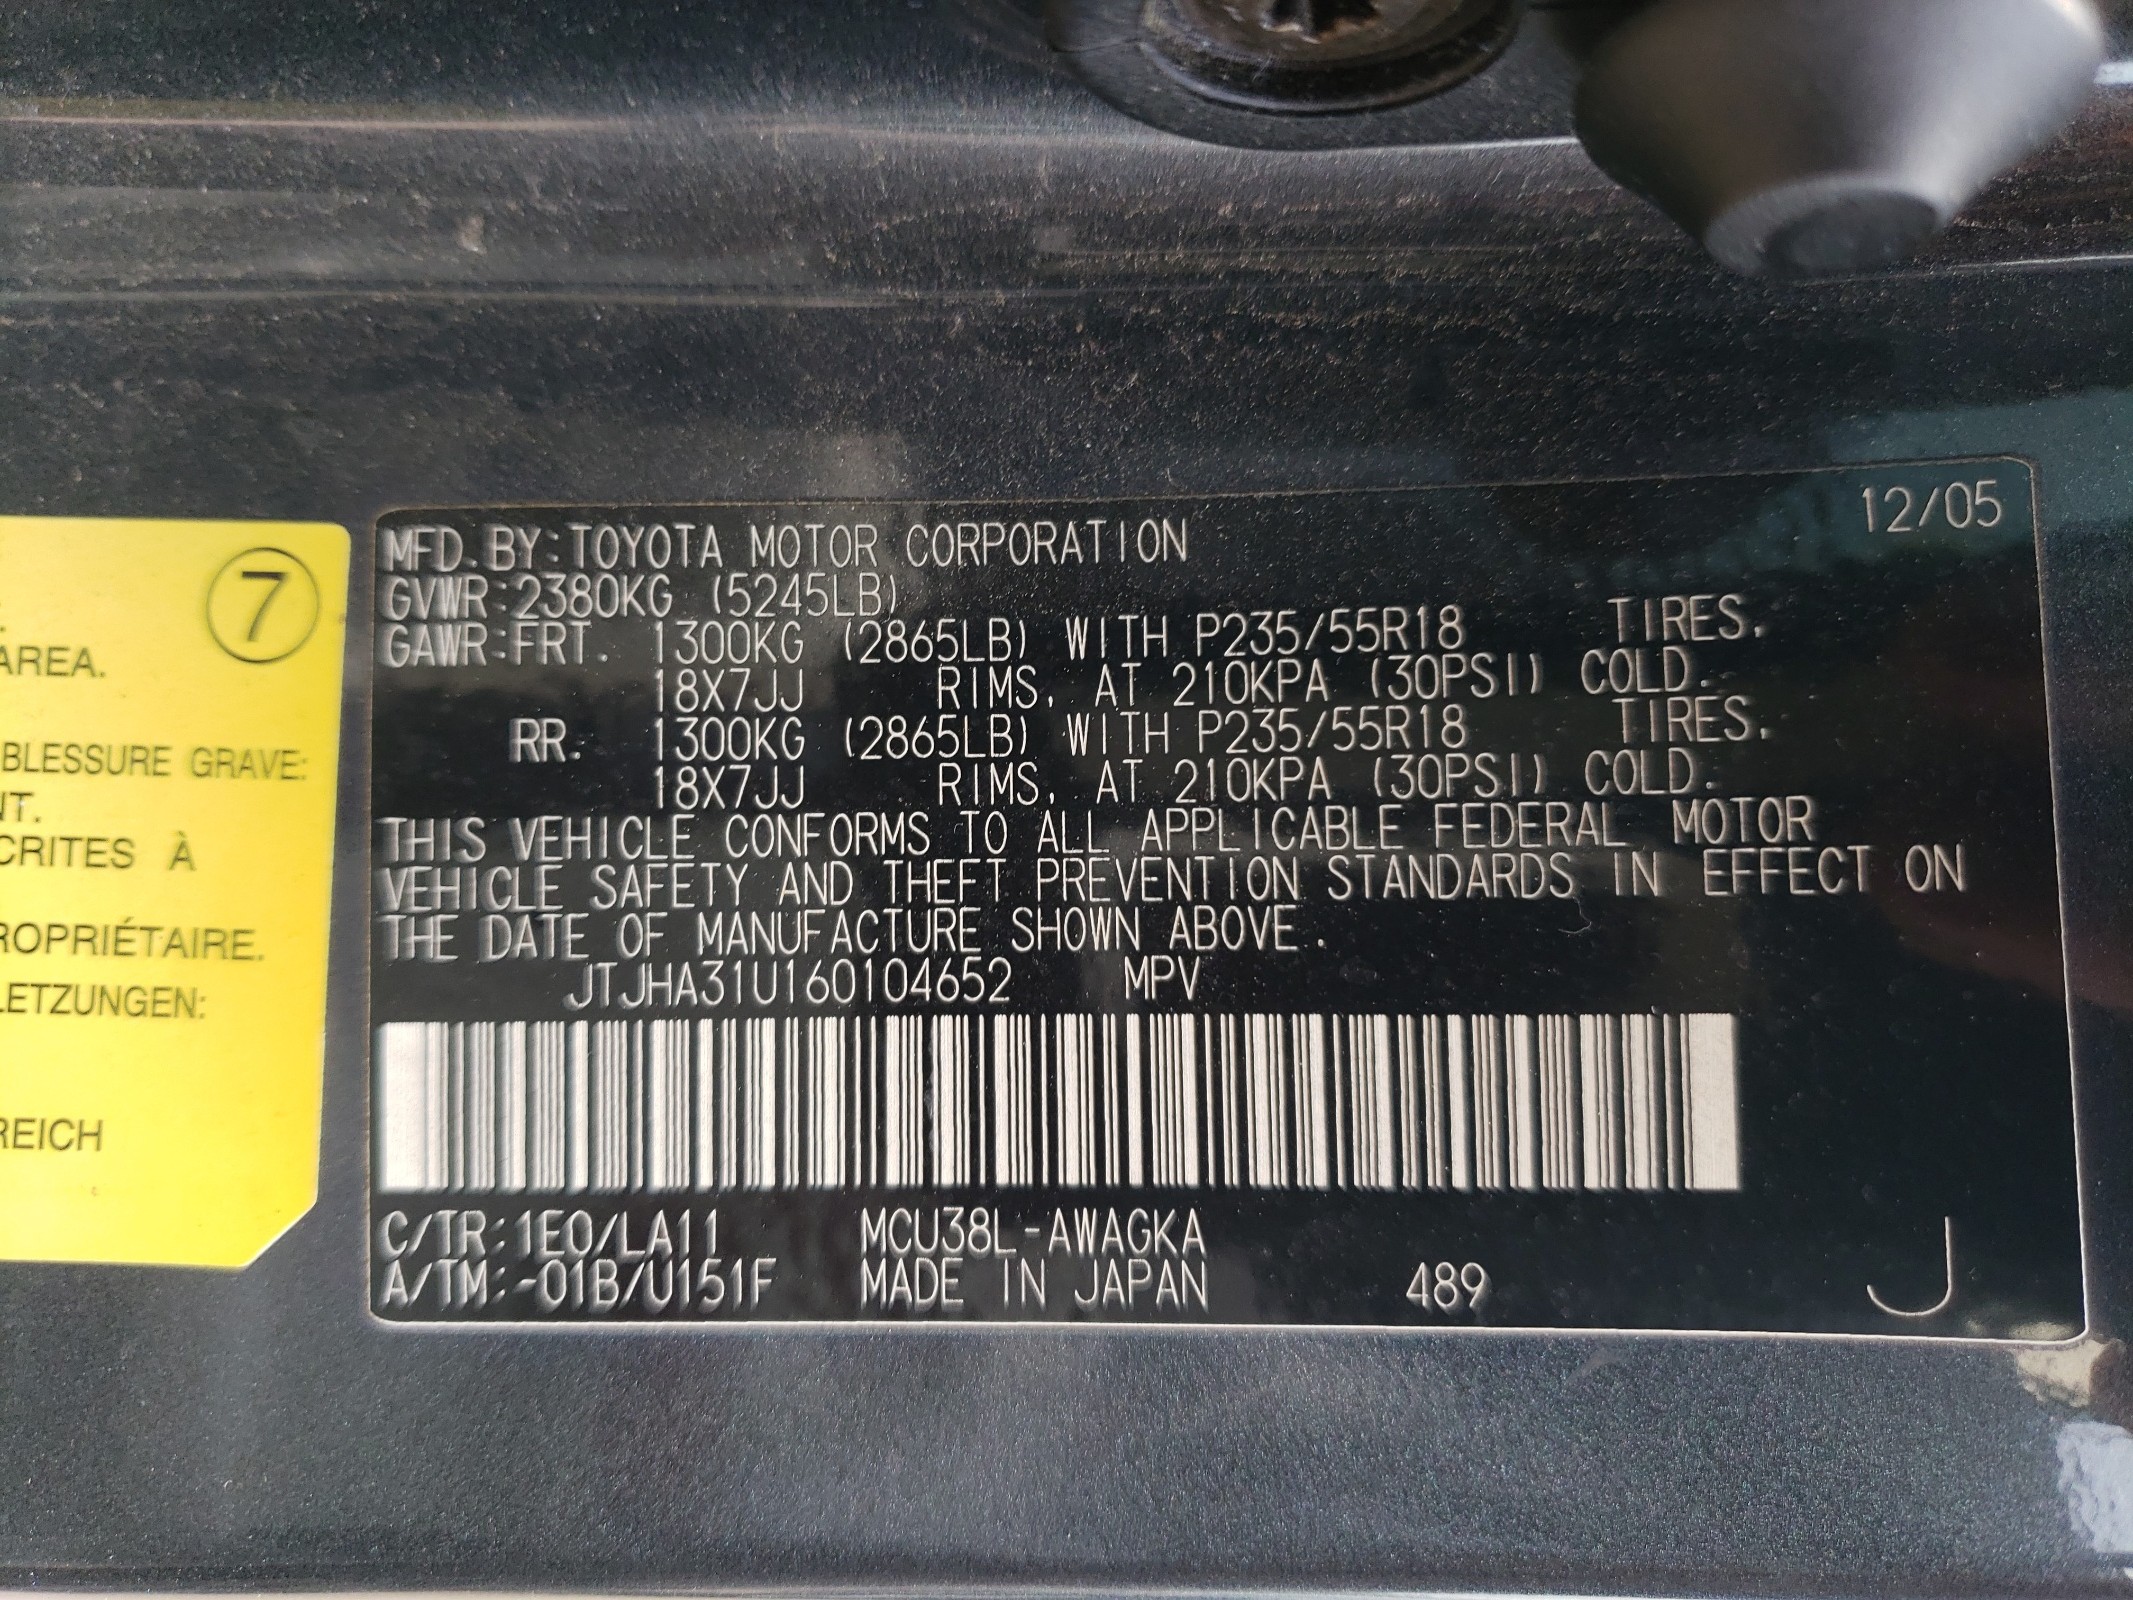 7
AREA.
BLESSURE GRAVE:
NT.
CRITES À
ROPRIÉTAIRE.
LETZUNGEN:
REICH
12/05
MFD. BY: TOYOTA MOTOR CORPORATION
GVWR: 2380KG (5245LB)
GAWR: FRT. 1300KG (2865LB) WITH P235/55R18 TIRES.
18X7JJ RIMS, AT 210KPA (30PSI) COLD.
RR. 1300KG (2865LB) WITH P235/55R18 TIRES.
18X7JJ RIMS, AT 210KPA (30PSI) COLD.
THIS VEHICLE CONFORMS TO ALL APPLICABLE FEDERAL MOTOR
VEHICLE SAFETY AND THEFT PREVENTION STANDARDS IN EFFECT ON
THE DATE OF MANUFACTURE SHOWN ABOVE.
JTJHA31U160104652 MPV
C/TR: 1E0/LA11 MCU38L-AWAGKA
A/TM: -01B/U151F MADE IN JAPAN 489 J